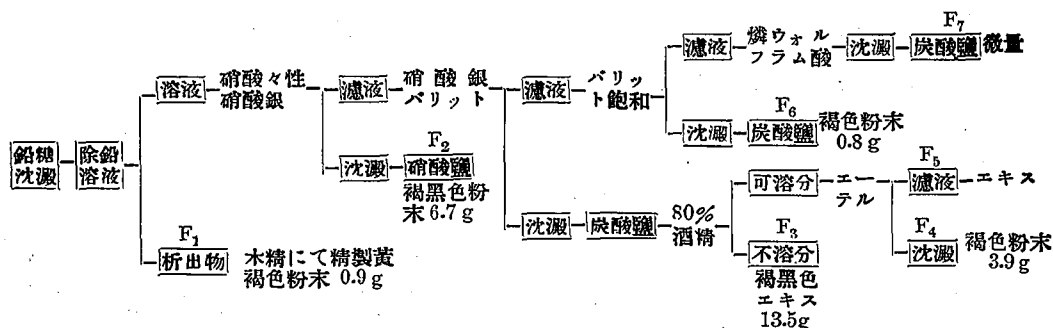 鉛糖
沈澱
除鉛
溶液
溶液
硝酸々性
硝酸銀
濾液
硝酸銀
バリット
濾液
バリッ
ト飽和
濾液
燐ウォル
フラム酸
沈澱
F₇
炭酸鹽
微量
沈澱
F₆
炭酸鹽
褐色粉末
0.8g
沈澱
F₂
硝酸鹽
褐黒色粉
末6.7g
沈澱
炭酸鹽
80%
酒精
可溶分
エー
テル
F₅
濾液
エキス
F₄
沈澱
褐色粉末
3.9g
F₃
不溶分
褐黒色
エキス
13.5g
F₁
析出物
木精にて精製黄
褐色粉末 0.9g